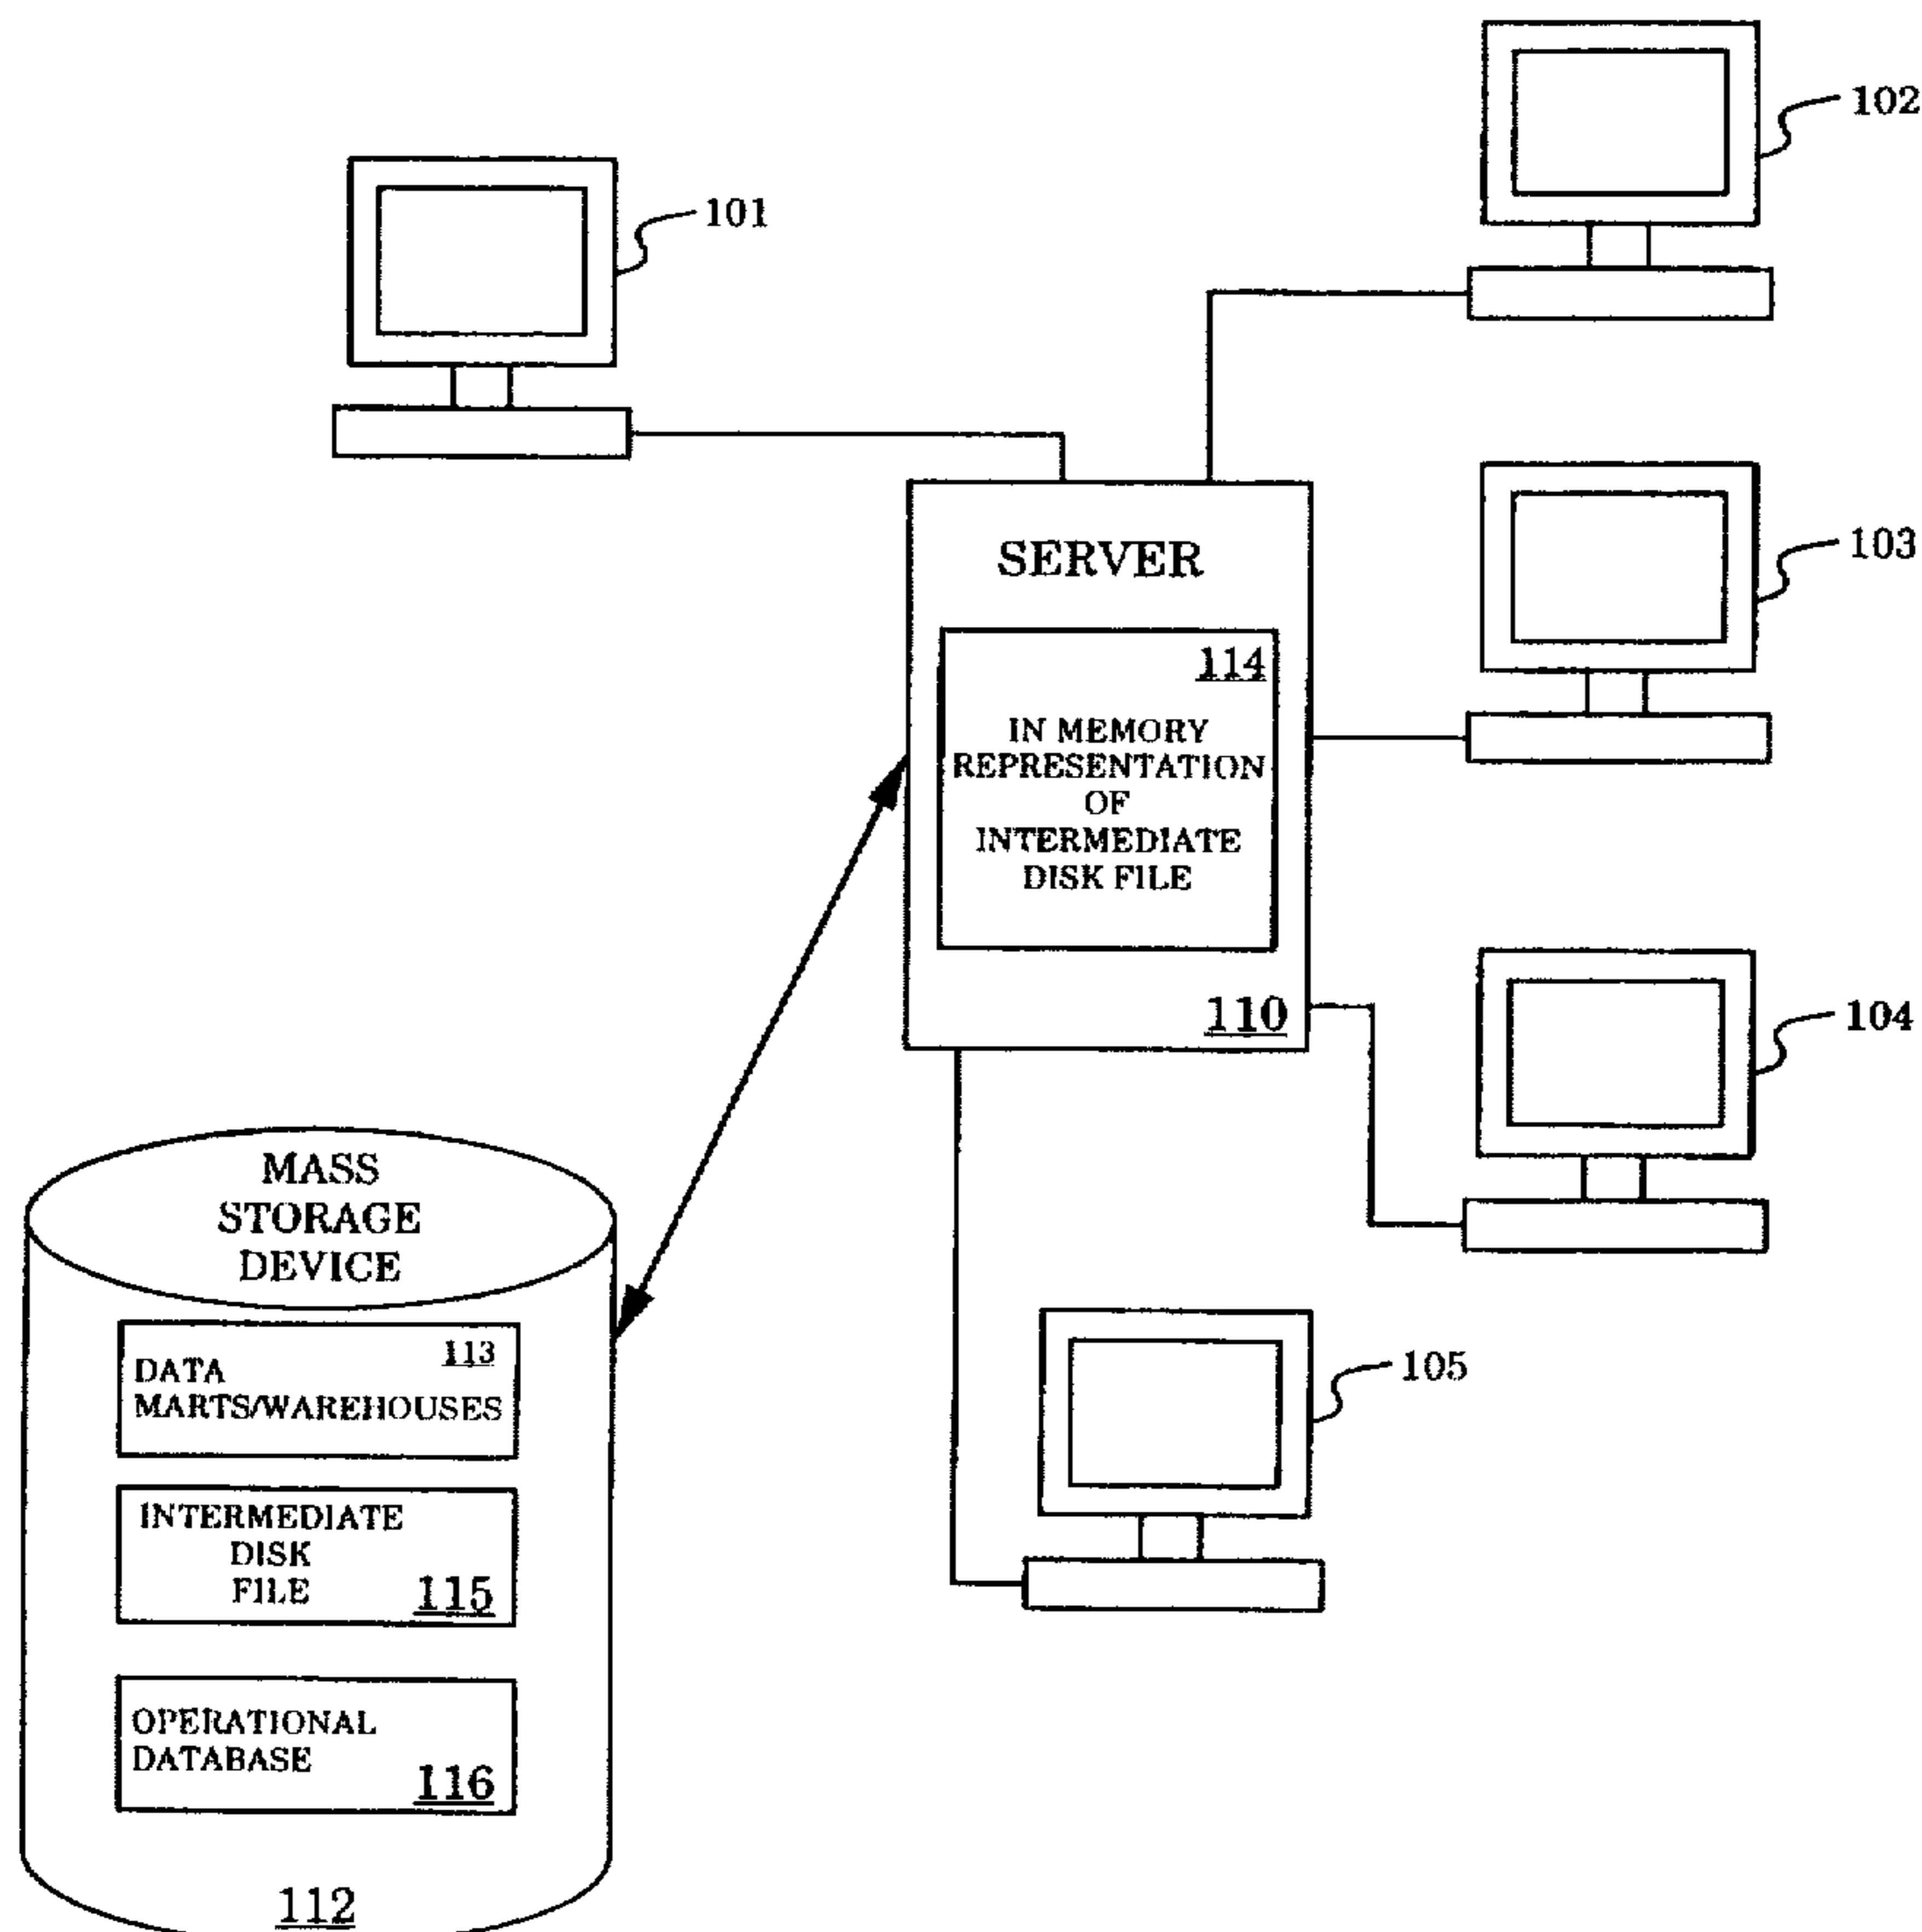 102
101
103
SERVER
114
IN MEMORY
REPRESENTATION
OF
INTERMEDIATE
DISK FILE
110
104
MASS
STORAGE
DEVICE
113
DATA
MARTS/WAREHOUSES
INTERMEDIATE
DISK
FILE
115
OPERATIONAL
DATABASE
116
112
105